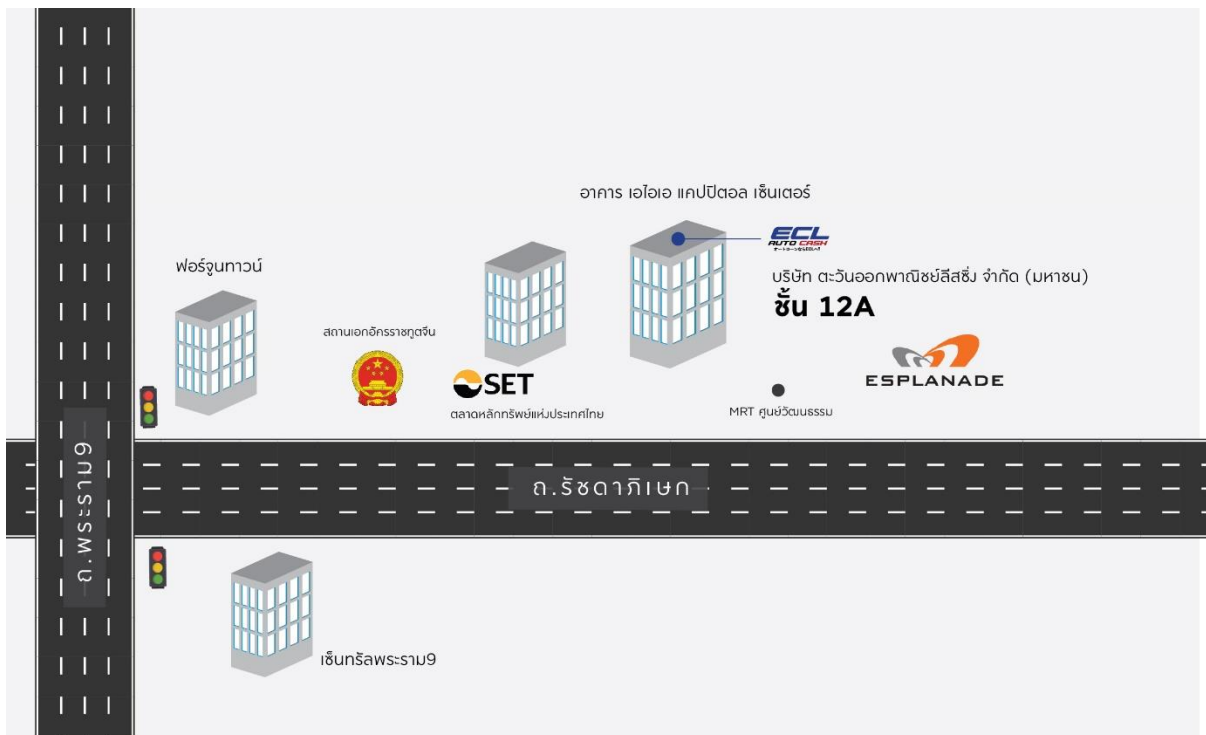 อาคาร เอไอเอ แคปปิตอล เซ็นเตอร์
ECL
AUTO CASH
บริษัท ตะวันออกพาณิชย์ลีสซิ่ง จำกัด (มหาชน)
ชั้น 12A
ฟอร์จูนทาวน์
สถานเอกอัครราชทูตจีน
SET
ตลาดหลักทรัพย์แห่งประเทศไทย
ESPLANADE
MRT ศูนย์วัฒนธรรม
ถ.พระราม9
ถ.รัชดาภิเษก
เซ็นทรัลพระราม9